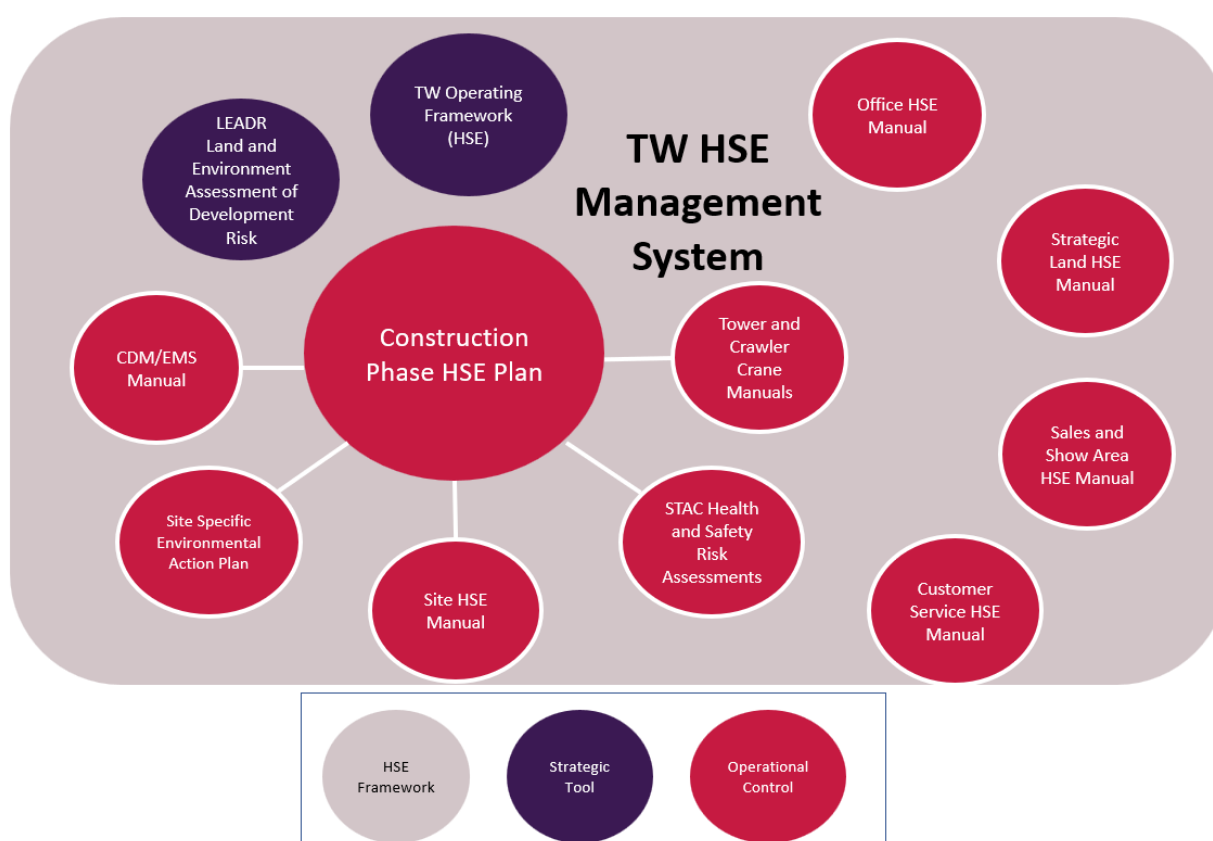 TW Operating
Framework
(HSE)
LEADR
Land and
Environment
Assessment of
Development
Risk
TW HSE
Management
System
Office HSE
Manual
Strategic
Land HSE
Manual
Construction
Phase HSE Plan
CDM/EMS
Manual
Tower and
Crawler
Crane
Manuals
Sales and
Show Area
HSE Manual
Site Specific
Environmental
Action Plan
Site HSE
Manual
STAC Health
and Safety
Risk
Assessments
Customer
Service HSE
Manual
HSE
Framework
Strategic
Tool
Operational
Control